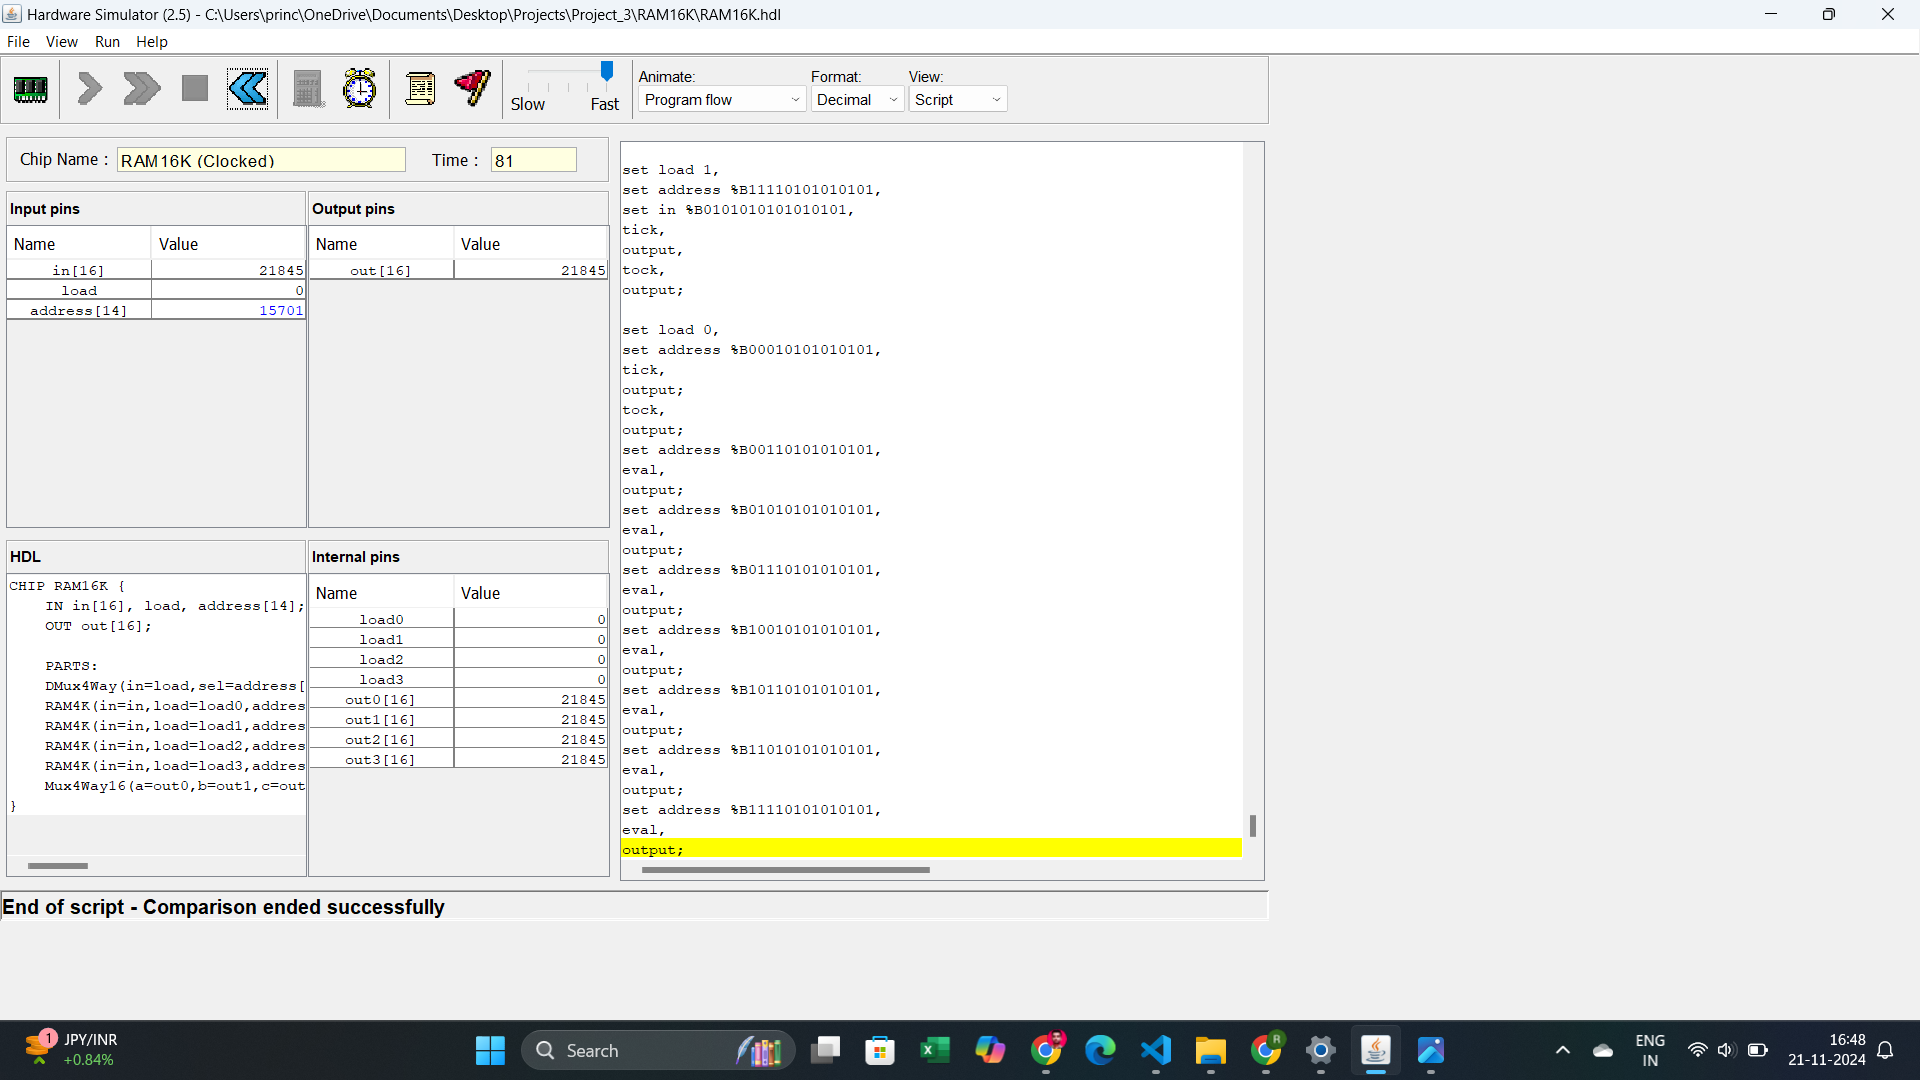 Hardware Simulator (2.5) - C:\Users\princ\OneDrive\Documents\Desktop\Projects\Project_3\RAM16K\RAM16K.hdl
File View Run Help
Slow Fast
Animate: Format: View:
Program flow Decimal Script
Chip Name : RAM16K (Clocked) Time : 81
Input pins
Name Value
in[16] 21845
load 0
address[14] 15701
Output pins
Name Value
out[16] 21845
HDL
CHIP RAM16K {
IN in[16], load, address[14];
OUT out[16];
PARTS:
DMux4Way(in=load,sel=address[
RAM4K(in=in,load=load0,addres
RAM4K(in=in,load=load1,addres
RAM4K(in=in,load=load2,addres
RAM4K(in=in,load=load3,addres
Mux4Way16(a=out0,b=out1,c=out
}
Internal pins
Name Value
load0 0
load1 0
load2 0
load3 0
out0[16] 21845
out1[16] 21845
out2[16] 21845
out3[16] 21845
set load 1,
set address %B11110101010101,
set in %B0101010101010101,
tick,
output,
tock,
output;
set load 0,
set address %B00010101010101,
tick,
output;
tock,
output;
set address %B00110101010101,
eval,
output;
set address %B01010101010101,
eval,
output;
set address %B01110101010101,
eval,
output;
set address %B10010101010101,
eval,
output;
set address %B10110101010101,
eval,
output;
set address %B11010101010101,
eval,
output;
set address %B11110101010101,
eval,
output;
End of script - Comparison ended successfully
1
JPY/INR
+0.84%
Search
R
ENG
IN
16:48
21-11-2024